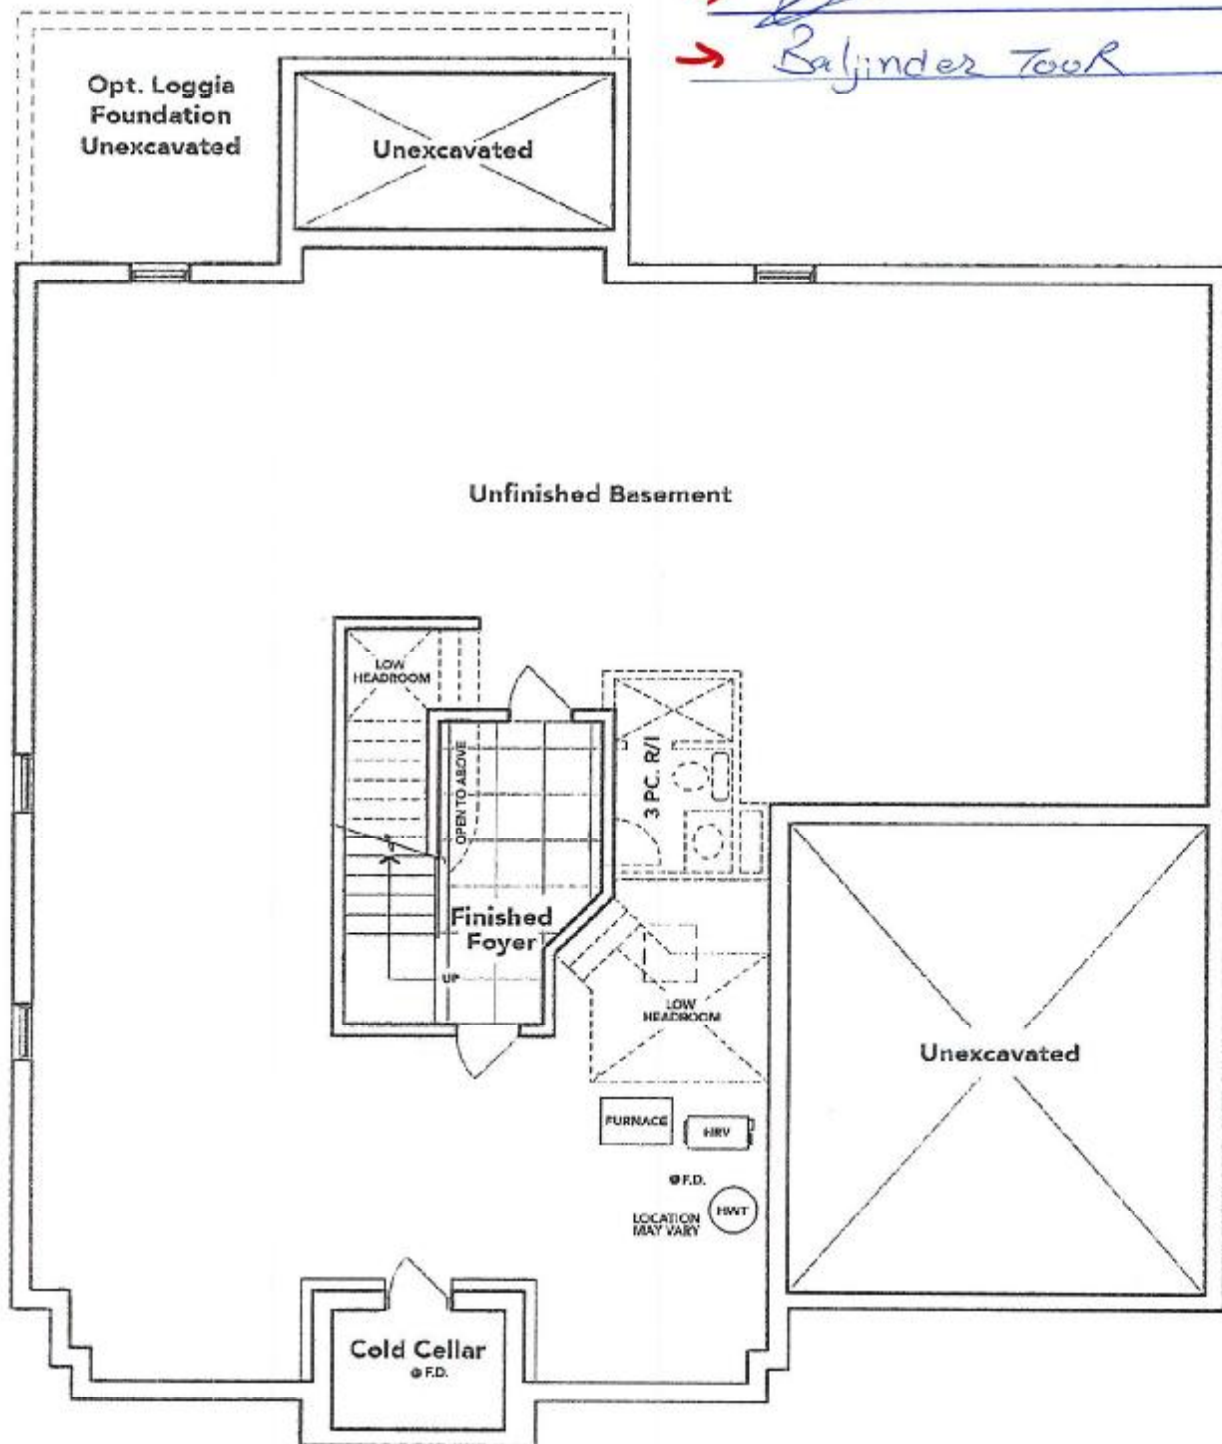 Baljinder TooR
Opt. Loggia
Foundation
Unexcavated
Unexcavated
Unfinished Basement
LOW
HEADROOM
OPEN TO ABOVE
3 PC. R/I
Finished
Foyer
UP
LOW
HEADROOM
Unexcavated
FURNACE
HRV
@F.D.
LOCATION
MAY VARY
HWT
Cold Cellar
@F.D.